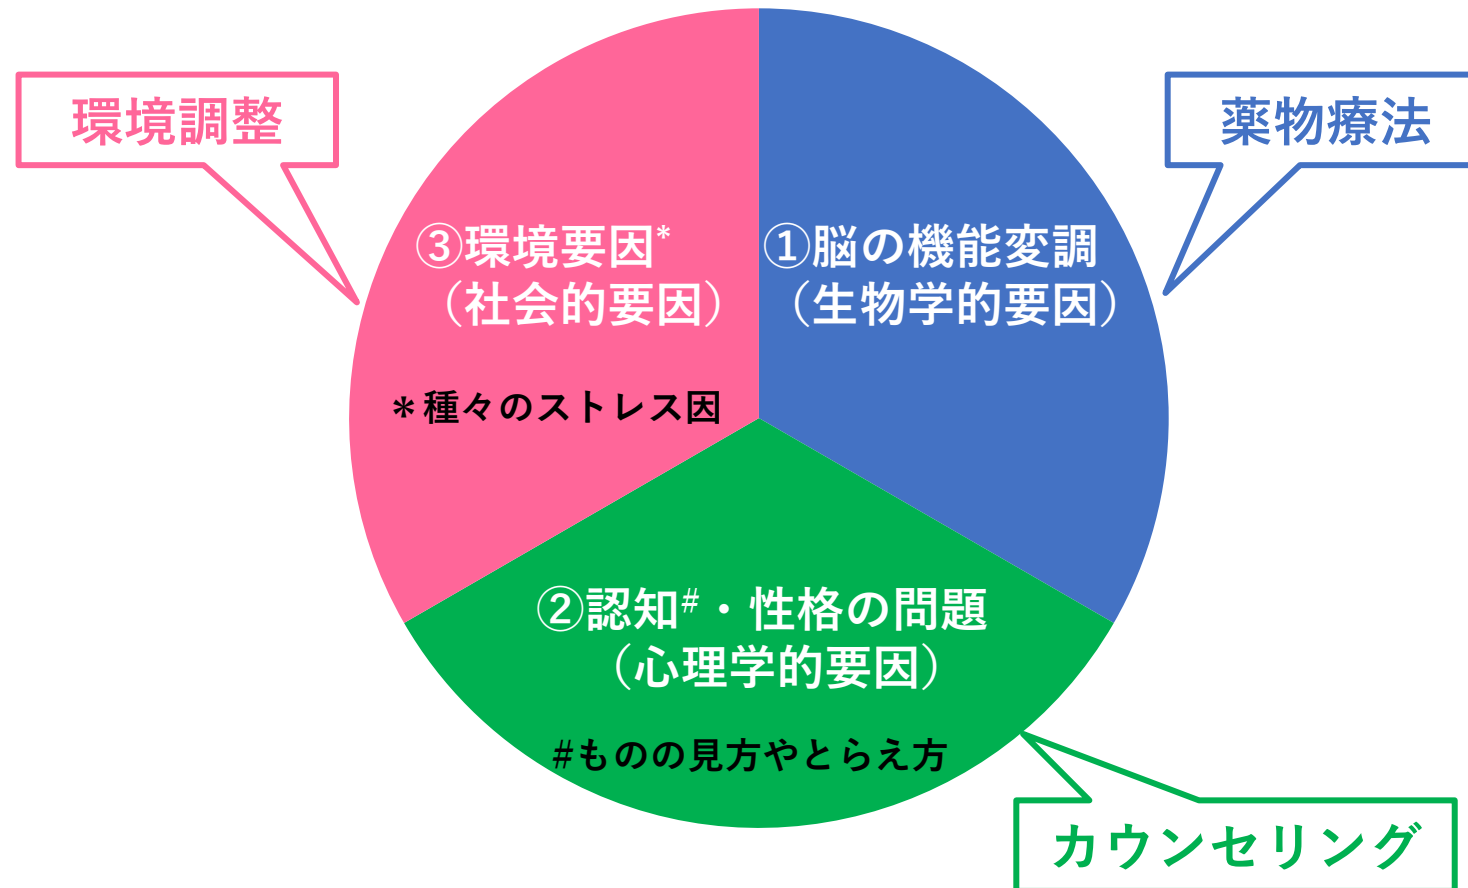 環境調整
薬物療法
③環境要因*
（社会的要因）
＊種々のストレス因
①脳の機能変調
（生物学的要因）
②認知#・性格の問題
（心理学的要因）
#ものの見方やとらえ方
カウンセリング